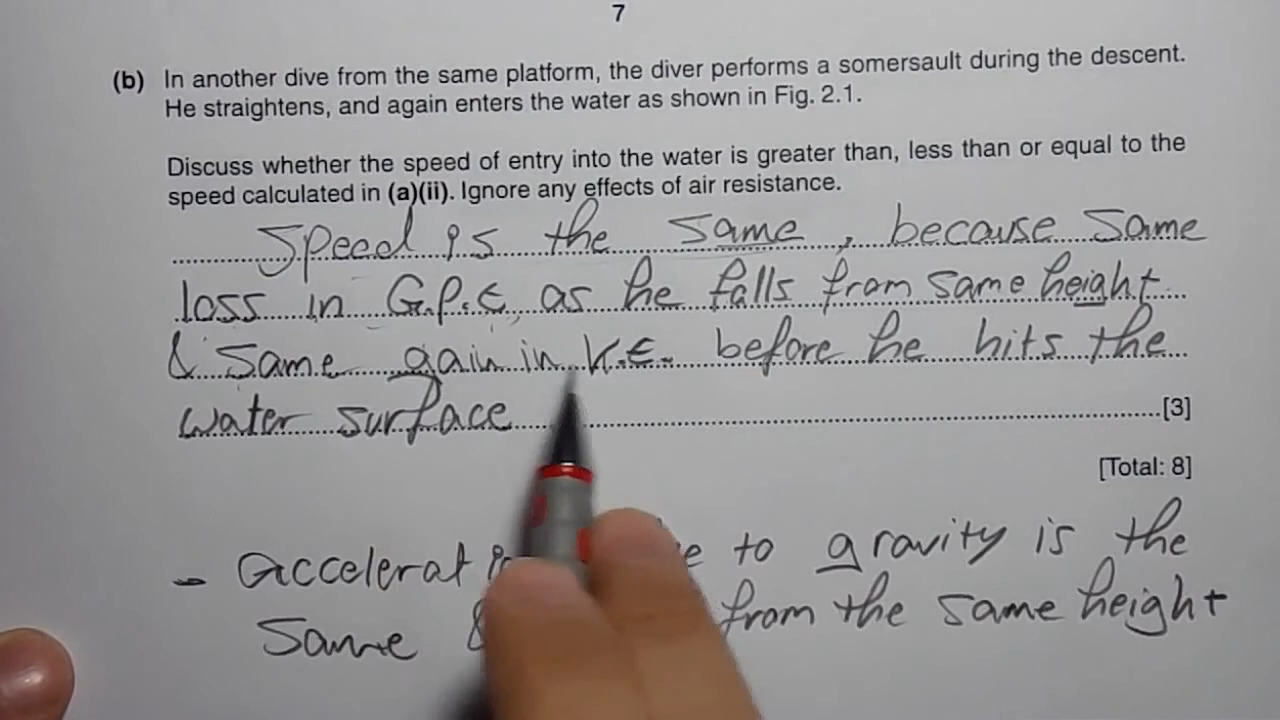 7
(b) In another dive from the same platform, the diver performs a somersault during the descent.
He straightens, and again enters the water as shown in Fig. 2.1.
Discuss whether the speed of entry into the water is greater than, less than or equal to the
speed calculated in (a)(ii). Ignore any effects of air resistance.
Speed is the same, because same
loss in G.P.E as he falls from same height
& same gain in K.E. before he hits the
water surface
[3]
[Total: 8]
- to gravity is the
same from the same height